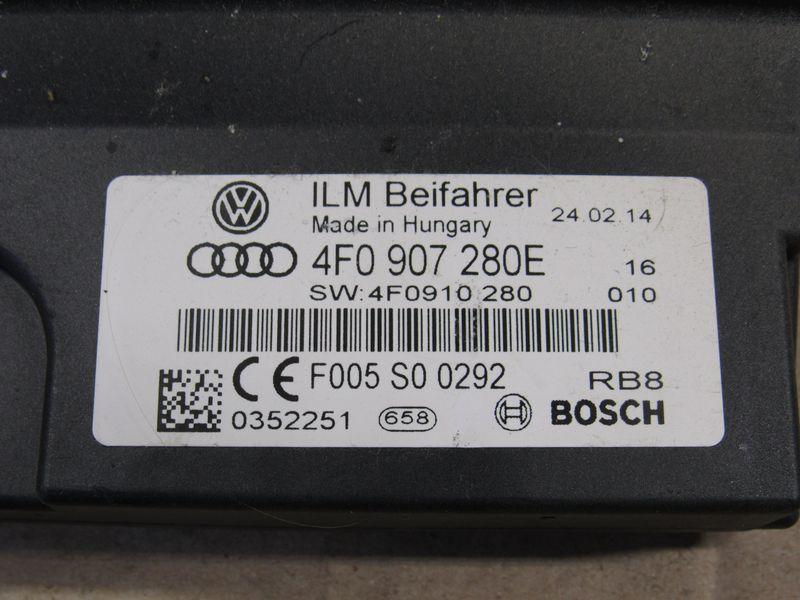 ILM Beifahrer
Made in Hungary 24.02.14
4F0 907 280E 16
SW:4F0910 280 010
CE F005 S0 0292 RB8
0352251 658 BOSCH